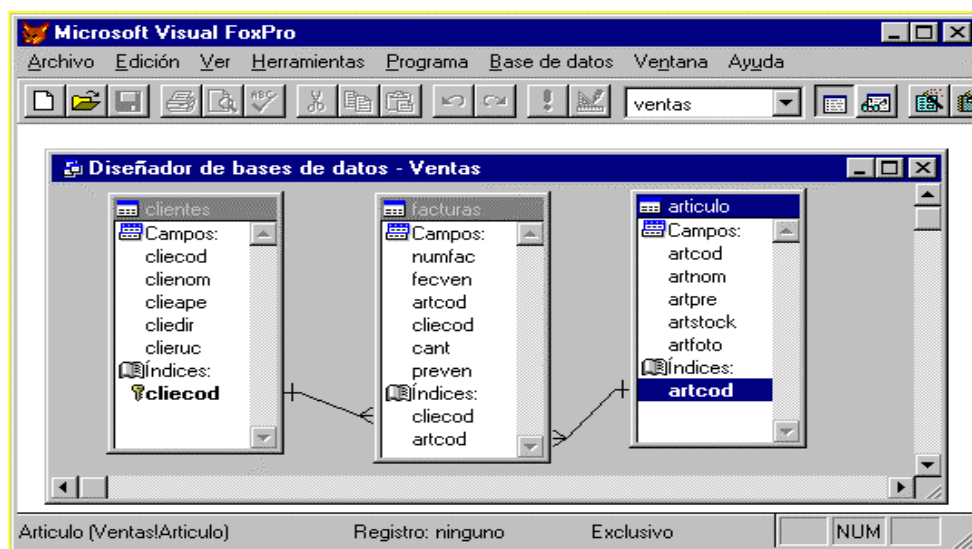 Microsoft Visual FoxPro
Archivo Edición Ver Herramientas Programa Base de datos Ventana Ayuda
ABC
ventas
Diseñador de bases de datos - Ventas
clientes
Campos:
cliecod
clienom
clieape
cliedir
clieruc
Índices:
cliecod
facturas
Campos:
numfac
fecven
artcod
cliecod
cant
preven
Índices:
cliecod
artcod
articulo
Campos:
artcod
artnom
artpre
artstock
artfoto
Índices:
artcod
Articulo (Ventas!Articulo) Registro: ninguno Exclusivo NUM